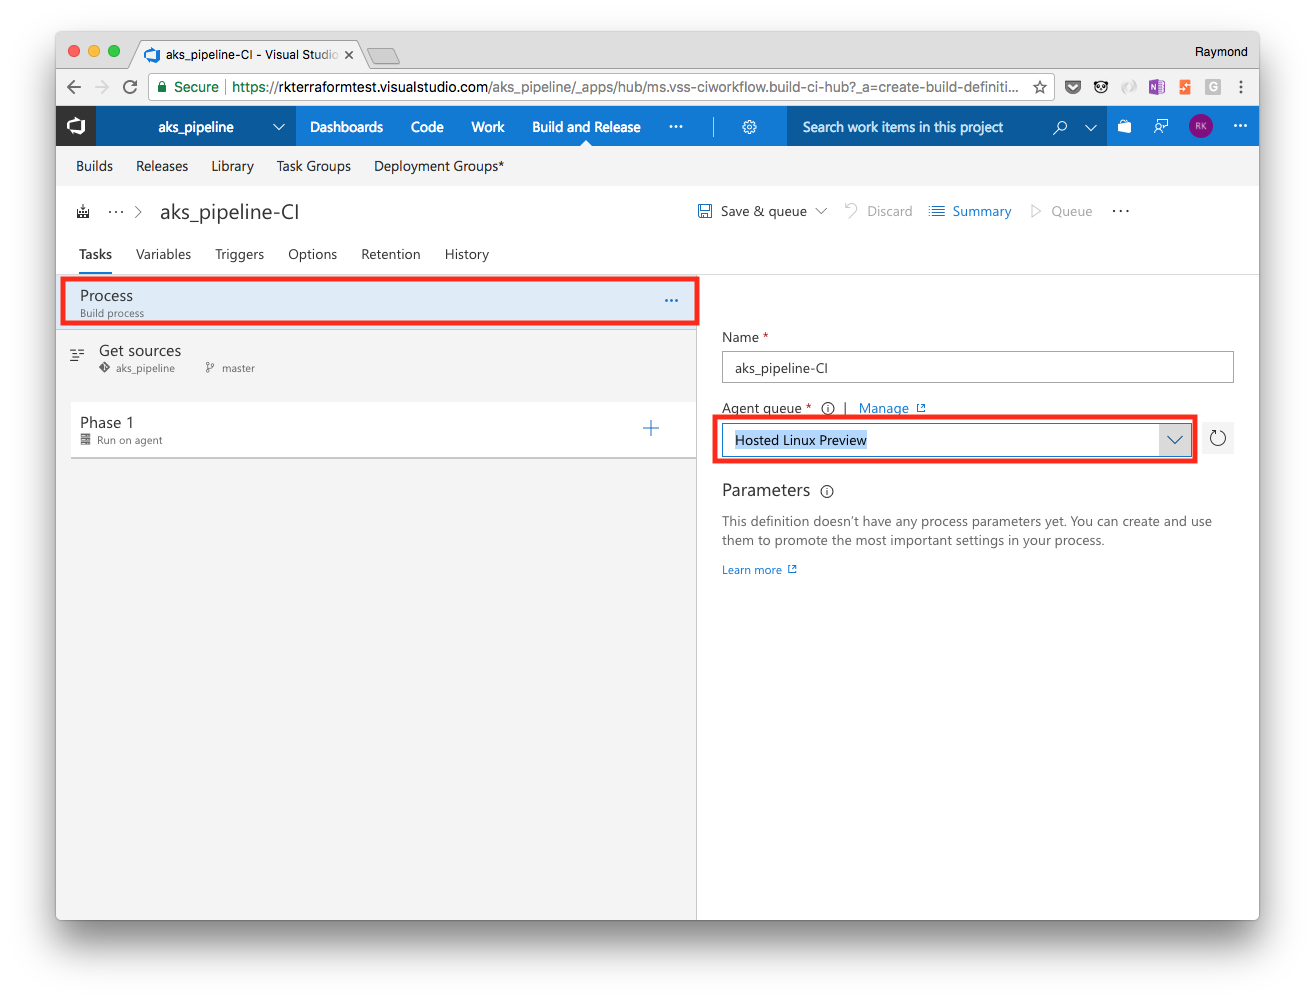 aks_pipeline-CI - Visual Studio
Raymond
Secure https://rkterraformtest.visualstudio.com/aks_pipeline/_apps/hub/ms.vss-ciworkflow.build-ci-hub?_a=create-build-definiti...
aks_pipeline Dashboards Code Work Build and Release ... Search work items in this project RK ...
Builds Releases Library Task Groups Deployment Groups*
... > aks_pipeline-CI Save & queue Discard Summary Queue ...
Tasks Variables Triggers Options Retention History
Process ...
Build process
Get sources
aks_pipeline master
Phase 1
Run on agent
Name *
aks_pipeline-CI
Agent queue * | Manage
Hosted Linux Preview
Parameters
This definition doesn't have any process parameters yet. You can create and use
them to promote the most important settings in your process.
Learn more